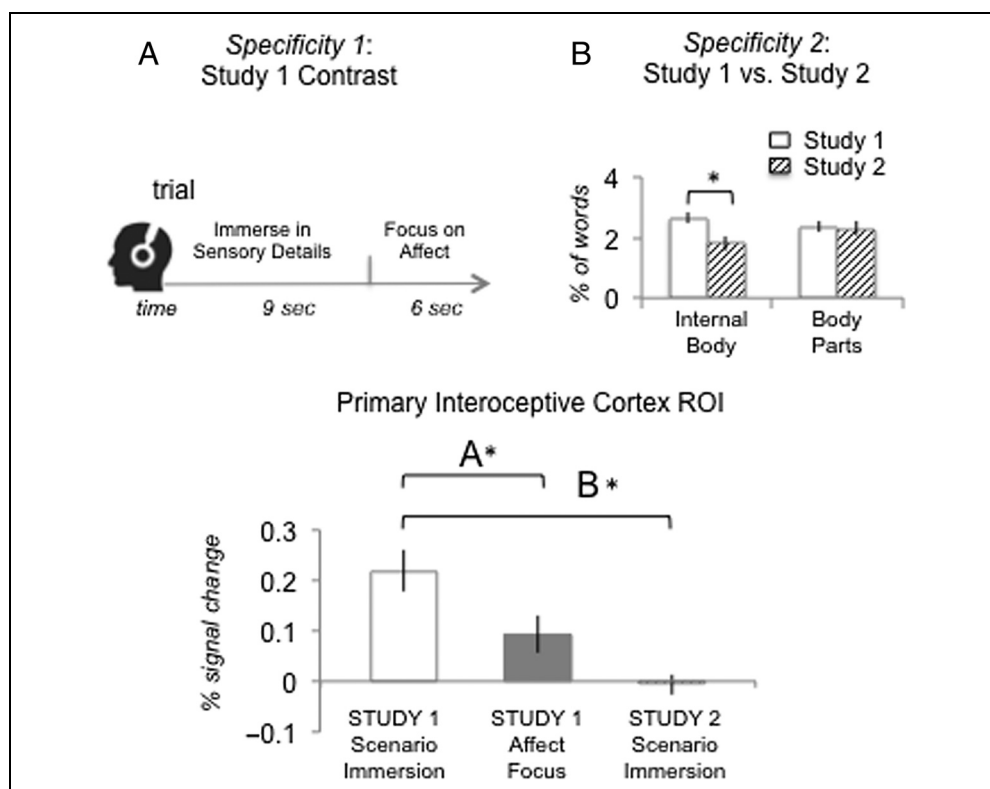 A
Specificity 1:
Study 1 Contrast
trial
Immerse in
Sensory Details
Focus on
Affect
time
9 sec
6 sec
B
Specificity 2:
Study 1 vs. Study 2
Study 1
Study 2
% of words
4
2
0
*
Internal
Body
Body
Parts
Primary Interoceptive Cortex ROI
A*
B*
% signal change
0.3
0.2
0.1
0
–0.1
STUDY 1
Scenario
Immersion
STUDY 1
Affect
Focus
STUDY 2
Scenario
Immersion